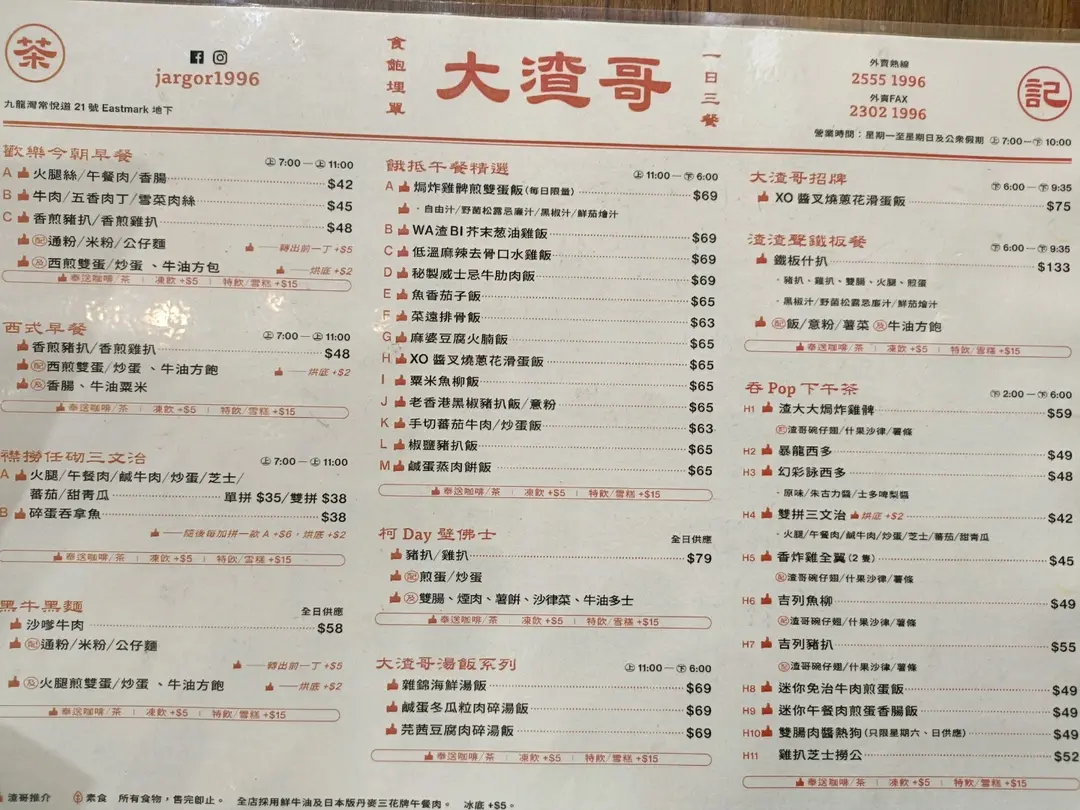 茶
jargor1996
九龍灣常悅道 21 號 Eastmark 地下
食飽埋單
大渣哥
一日三餐
外賣熱線
2555 1996
外賣FAX
2302 1996
記
營業時間：星期一至星期日及公衆假期 上 7:00 — 下 10:00
歡樂今朝早餐 上 7:00 — 上 11:00
A 火腿絲/午餐肉/香腸 $42
B 牛肉/五香肉丁/雪菜肉絲 $45
C 香煎豬扒/香煎雞扒 $48
配 通粉/米粉/公仔麵 轉出前一丁 +$5
及 西煎雙蛋/炒蛋 、牛油方包 烘底 +$2
奉送咖啡/茶 | 凍飲 +$5 | 特飲/雪糕 +$15
西式早餐 上 7:00 — 上 11:00
香煎豬扒/香煎雞扒 $48
配 西煎雙蛋/炒蛋 、牛油方飽 烘底 +$2
及 香腸、牛油粟米
奉送咖啡/茶 | 凍飲 +$5 | 特飲/雪糕 +$15
襟撈任砌三文治 上 7:00 — 上 11:00
A 火腿/午餐肉/鹹牛肉/炒蛋/芝士/
蕃茄/甜青瓜 單拼 $35/雙拼 $38
B 碎蛋吞拿魚 $38
隨後每加拼一款 A +$6，烘底 +$2
奉送咖啡/茶 | 凍飲 +$5 | 特飲/雪糕 +$15
黑牛黑麵 全日供應
沙嗲牛肉 $58
配 通粉/米粉/公仔麵
轉出前一丁 +$5
及 火腿煎雙蛋/炒蛋 、牛油方飽 烘底 +$2
奉送咖啡/茶 | 凍飲 +$5 | 特飲/雪糕 +$15
餓抵午餐精選 上 11:00 — 下 6:00
A 焗炸雞髀煎雙蛋飯(每日限量) $69
·自由汁/野菌松露忌廉汁/黑椒汁/鮮茄燴汁
B WA渣BI芥末葱油雞飯 $69
C 低溫麻辣去骨口水雞飯 $69
D 秘製威士忌牛肋肉飯 $69
E 魚香茄子飯 $65
F 菜遠排骨飯 $63
G 麻婆豆腐火腩飯 $65
H XO 醬叉燒蔥花滑蛋飯 $65
I 粟米魚柳飯 $65
J 老香港黑椒豬扒飯/意粉 $65
K 手切蕃茄牛肉/炒蛋飯 $63
L 椒鹽豬扒飯 $65
M 鹹蛋蒸肉餅飯 $65
奉送咖啡/茶 | 凍飲 +$5 | 特飲/雪糕 +$15
柯 Day 壁佛士 全日供應
豬扒/雞扒 $79
配 煎蛋/炒蛋
及 雙腸、煙肉、薯餅、沙律菜、牛油多士
奉送咖啡/茶 | 凍飲 +$5 | 特飲/雪糕 +$15
大渣哥湯飯系列 上 11:00 — 下 6:00
雜錦海鮮湯飯 $69
鹹蛋冬瓜粒肉碎湯飯 $69
芫茜豆腐肉碎湯飯 $69
奉送咖啡/茶 | 凍飲 +$5 | 特飲/雪糕 +$15
大渣哥招牌 下 6:00 — 下 9:35
XO 醬叉燒蔥花滑蛋飯 $75
渣渣聲鐵板餐 下 6:00 — 下 9:35
鐵板什扒 $133
·豬扒、雞扒、雙腸、火腿、煎蛋
·黑椒汁/野菌松露忌廉汁/鮮茄燴汁
配 飯/意粉/薯菜 及 牛油方飽
奉送咖啡/茶 | 凍飲 +$5 | 特飲/雪糕 +$15
吞 Pop 下午茶 下 2:00 — 下 6:00
H1 渣大大焗炸雞髀 $59
配 渣哥碗仔翅/什果沙律/薯條
H2 暴龍西多 $49
H3 幻彩詠西多 $48
·原味/朱古力醬/士多啤梨醬
H4 雙拼三文治 烘底 +$2 $42
·火腿/午餐肉/鹹牛肉/炒蛋/芝士/蕃茄/甜青瓜
H5 香炸雞全翼(2 隻) $45
配 渣哥碗仔翅/什果沙律/薯條
H6 吉列魚柳 $49
配 渣哥碗仔翅/什果沙律/薯條
H7 吉列豬扒 $55
配 渣哥碗仔翅/什果沙律/薯條
H8 迷你免治牛肉煎蛋飯 $49
H9 迷你午餐肉煎蛋香腸飯 $49
H10 雙腸肉醬熱狗(只限星期六、日供應) $49
H11 雞扒芝士撈公 $52
奉送咖啡/茶 | 凍飲 +$5 | 特飲/雪糕 +$15
渣哥推介 素食 所有食物，售完即止。 全店採用鮮牛油及日本版丹麥三花牌午餐肉。 冰底 +$5。